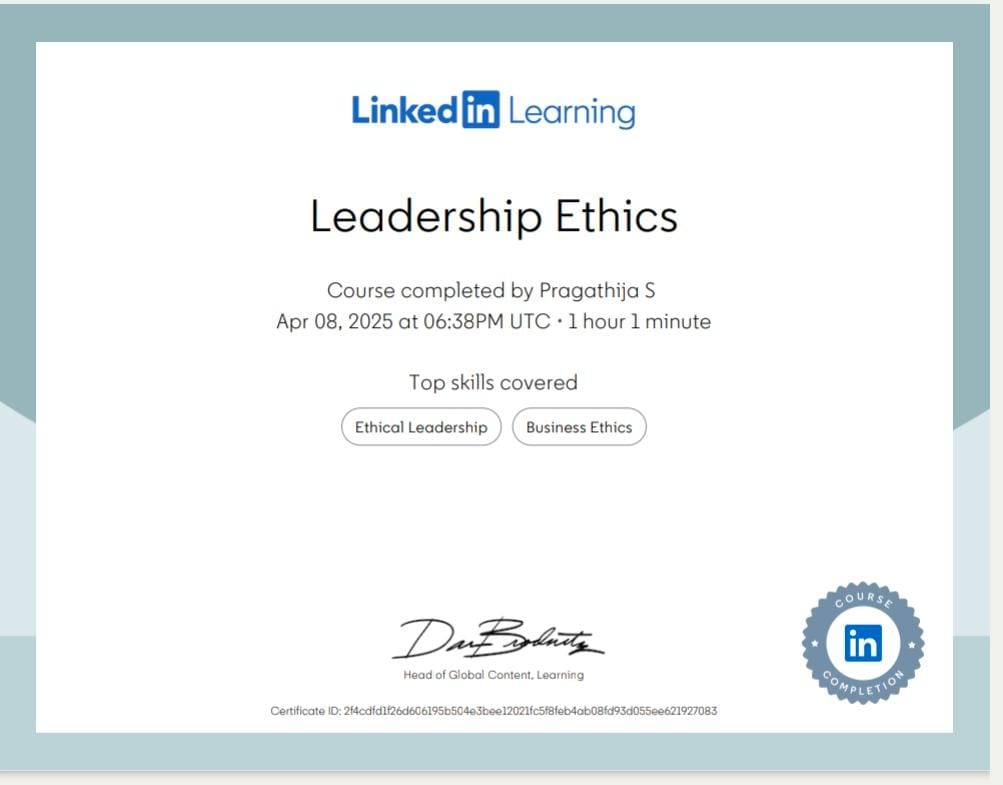 Linked in Learning
Leadership Ethics
Course completed by Pragathija S
Apr 08, 2025 at 06:38PM UTC • 1 hour 1 minute
Top skills covered
Ethical Leadership Business Ethics
Dan Brodnitz
Head of Global Content, Learning
Certificate ID: 2f4cdfd1f26d606195b504e3bee12021fc5f8feb4ab08fd93d055ee621927083
COURSE
in
COMPLETION